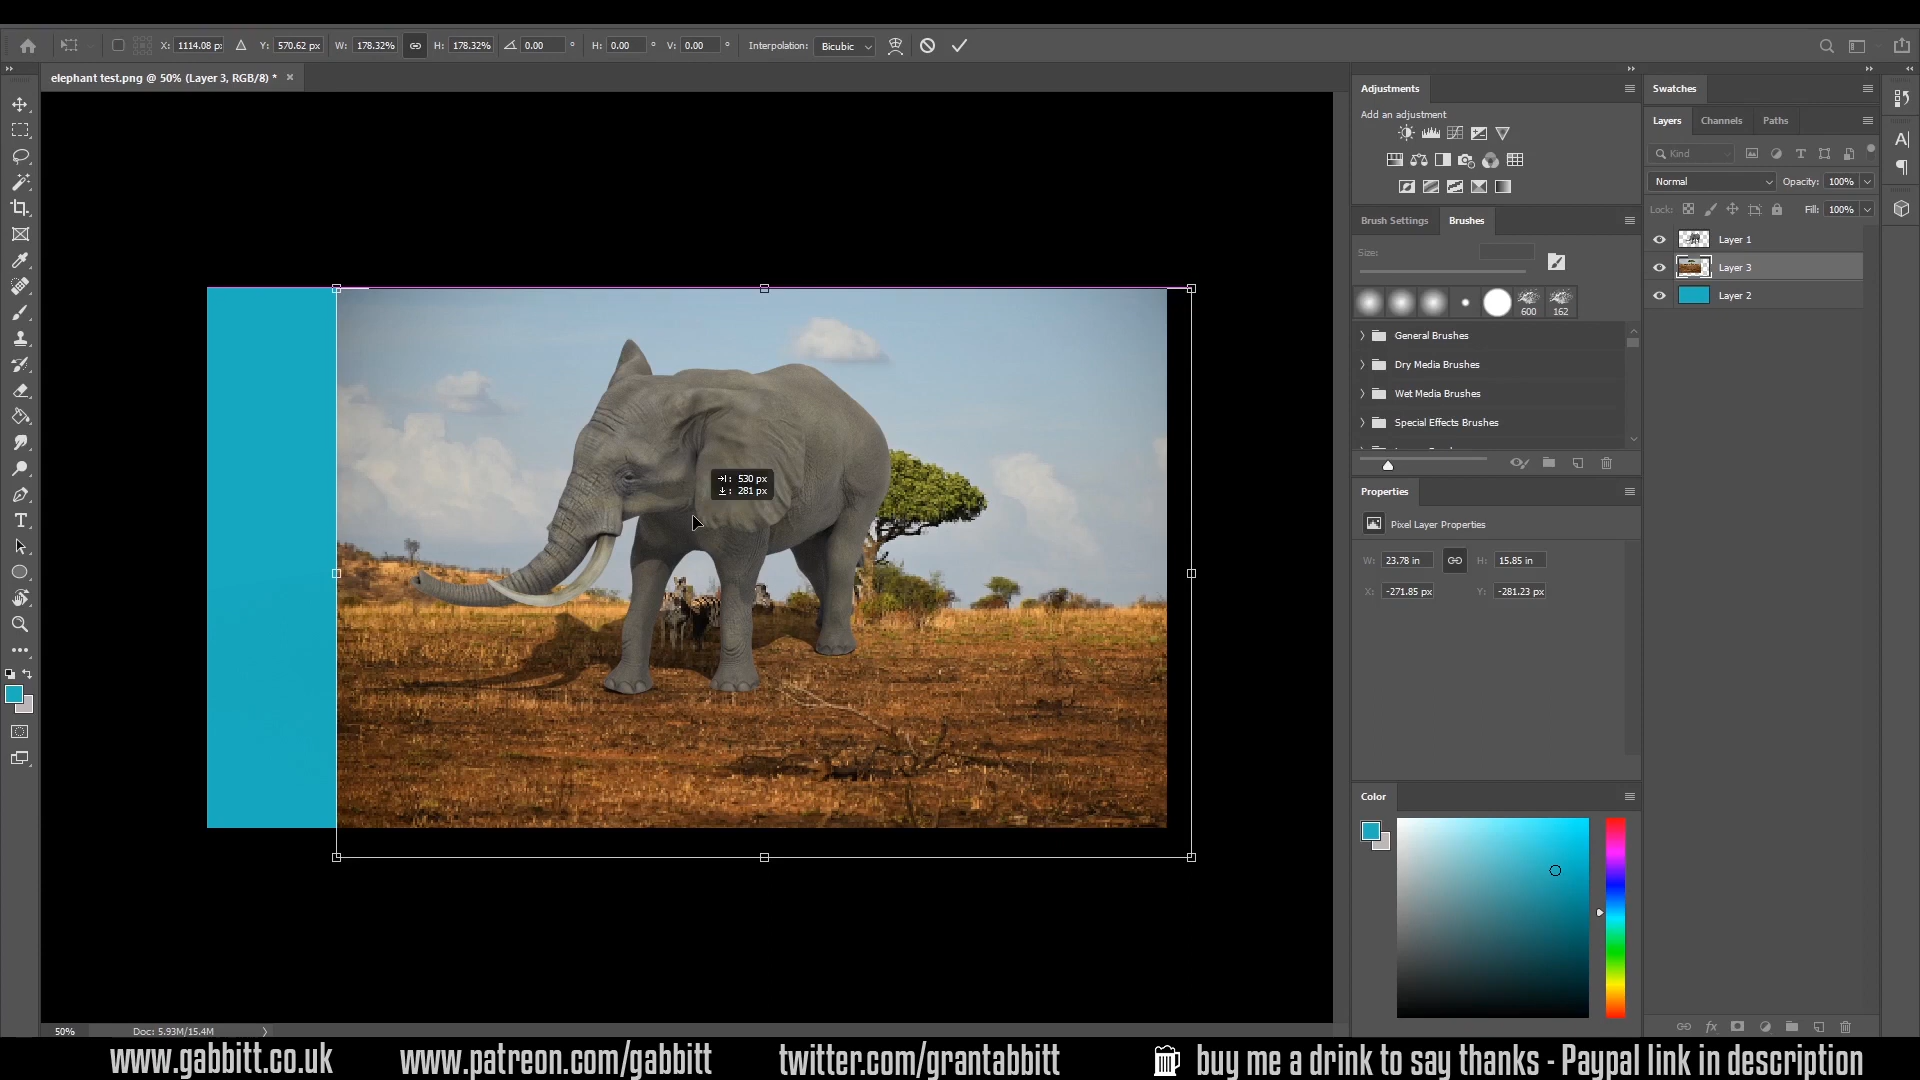 X: 1114.08 px Y: 570.62 px W: 178.32% H: 178.32% 0.00 ° H: 0.00 ° V: 0.00 ° Interpolation: Bicubic
elephant test.png @ 50% (Layer 3, RGB/8) * ×
Adjustments
Add an adjustment
Brush Settings Brushes
Size:
600 162
General Brushes
Dry Media Brushes
Wet Media Brushes
Special Effects Brushes
Properties
Pixel Layer Properties
W: 23.78 in H: 15.85 in
X: -271.85 px Y: -281.23 px
Color
Swatches
Layers Channels Paths
Kind
Normal Opacity: 100%
Lock: Fill: 100%
Layer 1
Layer 3
Layer 2
fx
: 530 px
: 281 px
50% Doc: 5.93M/15.4M
www.gabbitt.co.uk www.patreon.com/gabbitt twitter.com/grantabbitt buy me a drink to say thanks - Paypal link in description